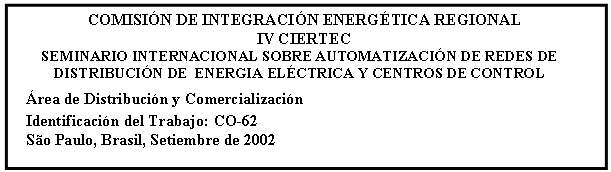 COMISIÓN DE INTEGRACIÓN ENERGÉTICA REGIONAL
IV CIERTEC
SEMINARIO INTERNACIONAL SOBRE AUTOMATIZACIÓN DE REDES DE
DISTRIBUCIÓN DE ENERGIA ELÉCTRICA Y CENTROS DE CONTROL
Área de Distribución y Comercialización
Identificación del Trabajo: CO-62
São Paulo, Brasil, Setiembre de 2002